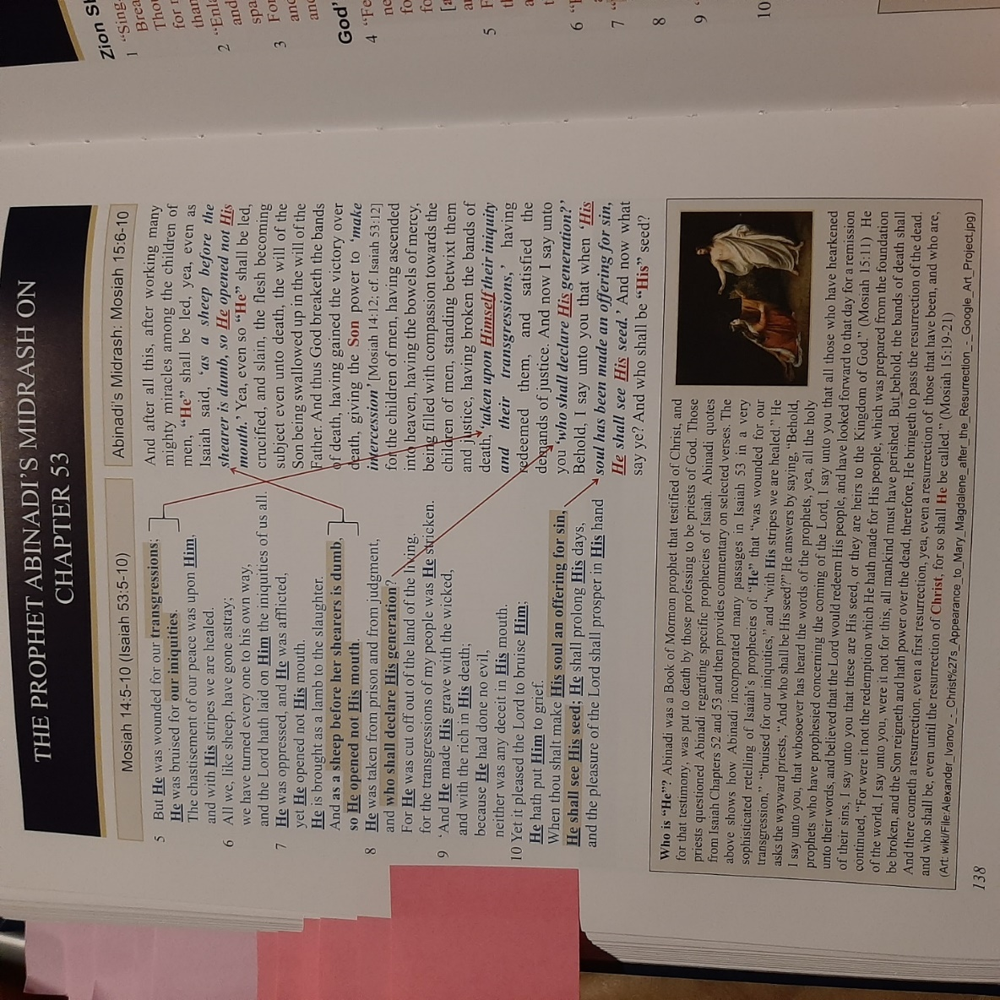 THE PROPHET ABINADI'S MIDRASH ON
CHAPTER 53
Mosiah 14:5-10 (Isaiah 53:5-10)
5 But He was wounded for our transgressions;
He was bruised for our iniquities.
The chastisement of our peace was upon Him,
and with His stripes we are healed.
6 All we, like sheep, have gone astray;
we have turned every one to his own way,
and the Lord hath laid on Him the iniquities of us all.
7 He was oppressed, and He was afflicted,
yet He opened not His mouth.
He is brought as a lamb to the slaughter.
And as a sheep before her shearers is dumb,
so He opened not His mouth.
8 He was taken from prison and from judgment,
and who shall declare His generation?
For He was cut off out of the land of the living,
for the transgressions of my people was He stricken.
9 'And He made His grave with the wicked,
and with the rich in His death;
because He had done no evil,
neither was any deceit in His mouth.
10 Yet it pleased the Lord to bruise Him;
He hath put Him to grief.
When thou shalt make His soul an offering for sin,
He shall see His seed; He shall prolong His days,
and the pleasure of the Lord shall prosper in His hand
Abinadi's Midrash: Mosiah 15:6-10
And after all this, after working many
mighty miracles among the children of
men, "He" shall be led, yea, even as
Isaiah said, 'as a sheep before the
shearer is dumb, so He opened not His
mouth.' Yea, even so "He" shall be led,
crucified, and slain, the flesh becoming
subject even unto death, the will of the
Son being swallowed up in the will of the
Father. And thus God breaketh the bands
of death, having gained the victory over
death, giving the Son power to 'make
intercession' [Mosiah 14:12; cf. Isaiah 53:12]
for the children of men, having ascended
into heaven, having the bowels of mercy,
being filled with compassion towards the
children of men, standing betwixt them
and justice, having broken the bands of
death, 'taken upon Himself their iniquity
and their transgressions,' having
redeemed them, and satisfied the
demands of justice. And now I say unto
you 'who shall declare His generation?'
Behold, I say unto you that when 'His
soul has been made an offering for sin,
He shall see His seed.' And now what
say ye? And who shall be "His" seed?
Who is "He"? Abinadi was a Book of Mormon prophet that testified of Christ, and
for that testimony, was put to death by those professing to be priests of God. Those
priests questioned Abinadi regarding specific prophecies of Isaiah. Abinadi quotes
from Isaiah Chapters 52 and 53 and then provides commentary on selected verses. The
above shows how Abinadi incorporated many passages in Isaiah 53 in a very
sophisticated retelling of Isaiah's prophecies of "He" that "was wounded for our
transgression," "bruised for our iniquities," and "with His stripes we are healed." He
asks the wayward priests, "And who shall be His seed?" He answers by saying, "Behold,
I say unto you, that whosoever has heard the words of the prophets, yea, all the holy
prophets who have prophesied concerning the coming of the Lord, I say unto you that all those who have hearkened
unto their words, and believed that the Lord would redeem His people, and have looked forward to that day for a remission
of their sins, I say unto you that these are His seed, or they are heirs to the Kingdom of God." (Mosiah 15:11) He
continued, "For were it not the redemption which He hath made for His people, which was prepared from the foundation
of the world, I say unto you, were it not for this, all mankind must have perished. But behold, the bands of death shall
be broken, and the Son reigneth and hath power over the dead, therefore, He bringeth to pass the resurrection of the dead.
And there cometh a resurrection, even a first resurrection, yea, even a resurrection of those that have been, and who are,
and who shall be, even until the resurrection of Christ, for so shall He be called." (Mosiah 15:19-21)
(Art: wiki/File:Alexander_Ivanov_-_Christ%27s_Appearance_to_Mary_Magdalene_after_the_Resurrection_-_Google_Art_Project.jpg)
138
Zion
1 "Sing
2
and
3 For
and
and
God'
4 "Fe
5
6
7
8
9
10